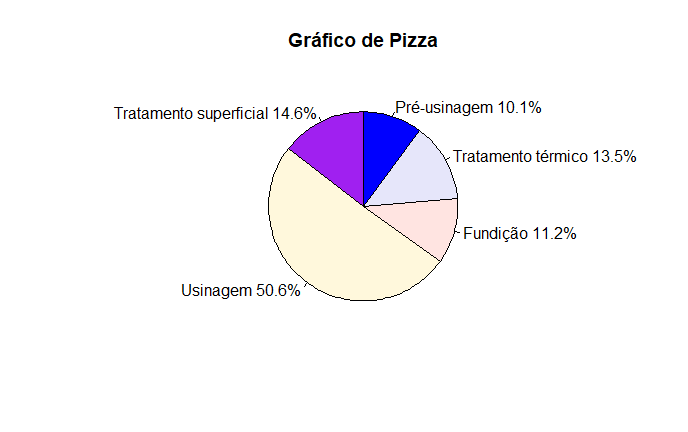 Gráfico de Pizza
Tratamento superficial 14.6%
Pré-usinagem 10.1%
Tratamento térmico 13.5%
Fundição 11.2%
Usinagem 50.6%